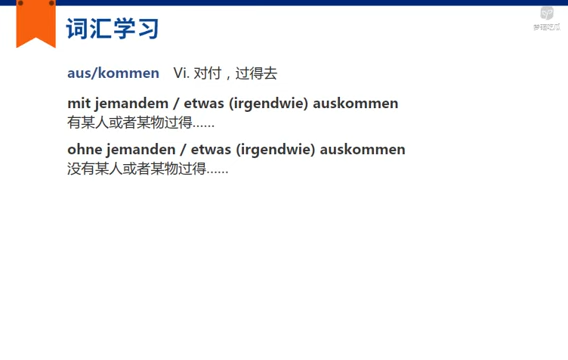 词汇学习
aus/kommen Vi. 对付，过得去
mit jemandem / etwas (irgendwie) auskommen
有某人或者某物过得......
ohne jemanden / etwas (irgendwie) auskommen
没有某人或者某物过得......